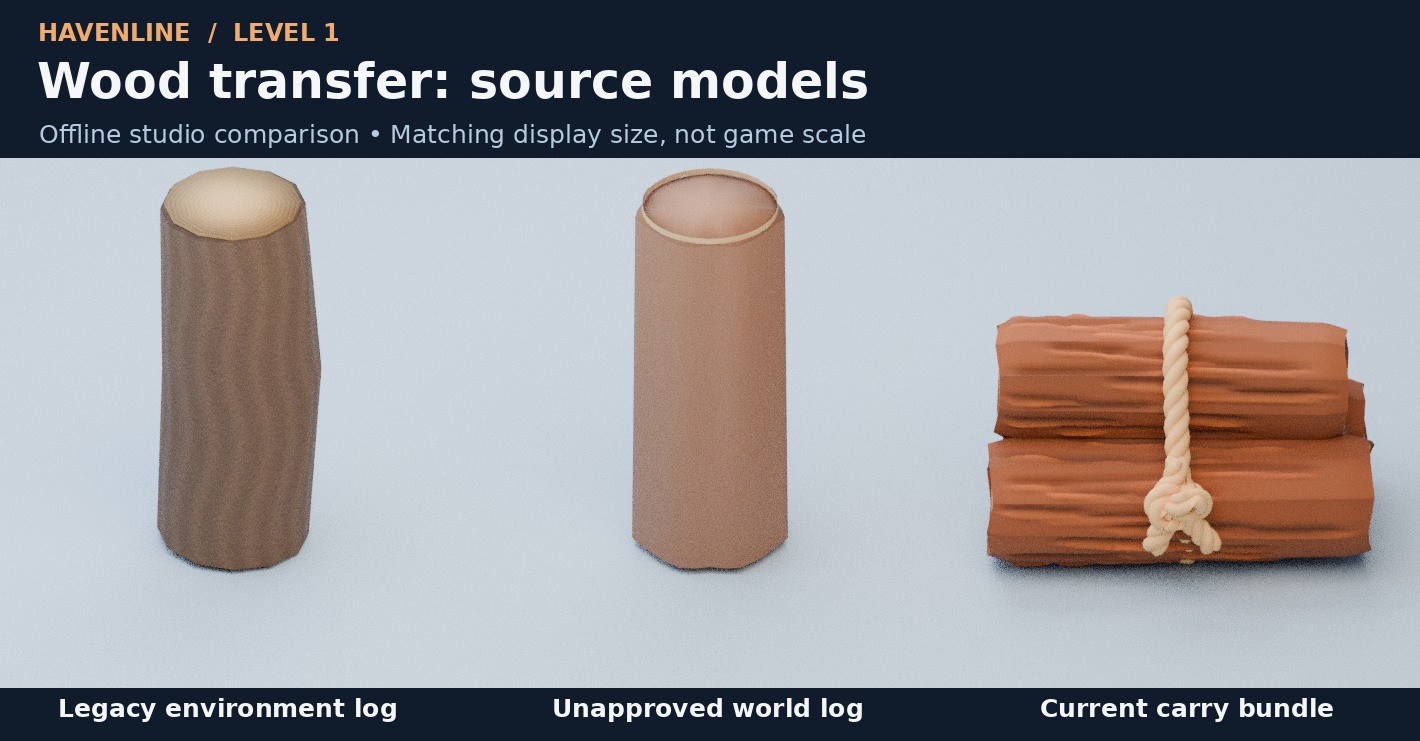 HAVENLINE / LEVEL 1
Wood transfer: source models
Offline studio comparison • Matching display size, not game scale
Legacy environment log
Unapproved world log
Current carry bundle